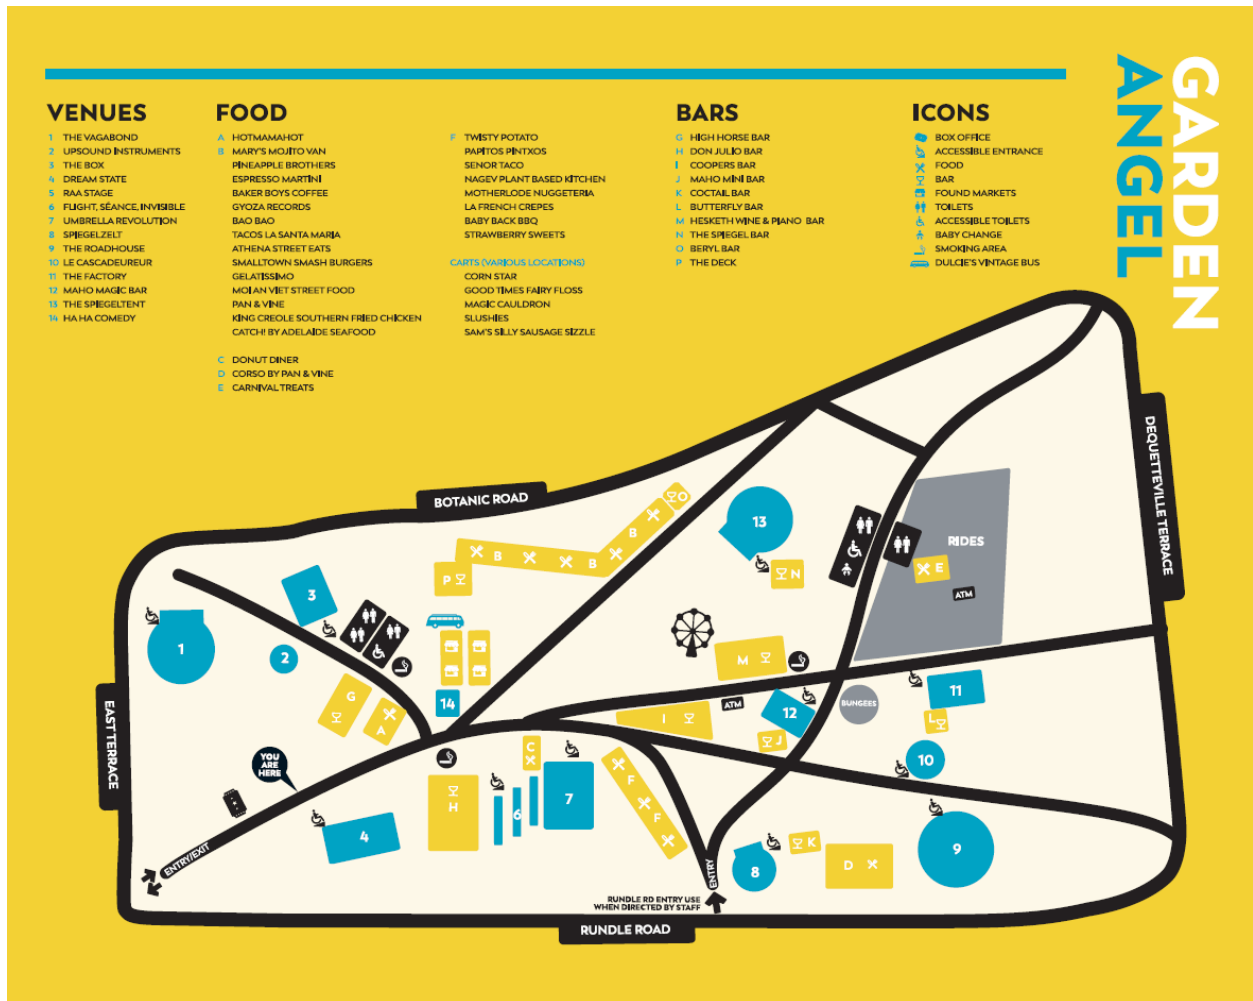 GARDEN
ANGEL
VENUES
1 THE VAGABOND
2 UPSOUND INSTRUMENTS
3 THE BOX
4 DREAM STATE
5 RAA STAGE
6 FLIGHT, SÉANCE, INVISIBLE
7 UMBRELLA REVOLUTION
8 SPIEGELZELT
9 THE ROADHOUSE
10 LE CASCADEUREUR
11 THE FACTORY
12 MAHO MAGIC BAR
13 THE SPIEGELTENT
14 HA HA COMEDY
FOOD
A HOTMAMAHOT
B MARY'S MOJITO VAN
PINEAPPLE BROTHERS
ESPRESSO MARTINI
BAKER BOYS COFFEE
GYOZA RECORDS
BAO BAO
TACOS LA SANTA MARIA
ATHENA STREET EATS
SMALLTOWN SMASH BURGERS
GELATISSIMO
MOI AN VIET STREET FOOD
PAN & VINE
KING CREOLE SOUTHERN FRIED CHICKEN
CATCH! BY ADELAIDE SEAFOOD
C DONUT DINER
D CORSO BY PAN & VINE
E CARNIVAL TREATS
F TWISTY POTATO
PAPITOS PINTXOS
SENOR TACO
NAGEV PLANT BASED KITCHEN
MOTHERLODE NUGGETERIA
LA FRENCH CREPES
BABY BACK BBQ
STRAWBERRY SWEETS
CARTS (VARIOUS LOCATIONS)
CORN STAR
GOOD TIMES FAIRY FLOSS
MAGIC CAULDRON
SLUSHIES
SAM'S SILLY SAUSAGE SIZZLE
BARS
G HIGH HORSE BAR
H DON JULIO BAR
I COOPERS BAR
J MAHO MINI BAR
K COCTAIL BAR
L BUTTERFLY BAR
M HESKETH WINE & PIANO BAR
N THE SPIEGEL BAR
O BERYL BAR
P THE DECK
ICONS
BOX OFFICE
ACCESSIBLE ENTRANCE
FOOD
BAR
FOUND MARKETS
TOILETS
ACCESSIBLE TOILETS
BABY CHANGE
SMOKING AREA
DULCIE'S VINTAGE BUS
BOTANIC ROAD
DEQUETTEVILLE TERRACE
EAST TERRACE
RUNDLE ROAD
O
B
B
B
P
13
N
RIDES
E
ATM
3
1
2
14
G
A
M
ATM
12
J
I
BUNGEES
11
L
10
YOU
ARE
HERE
C
H
6
7
F
F
4
ENTRY/EXIT
ENTRY
8
K
D
9
RUNDLE RD ENTRY USE
WHEN DIRECTED BY STAFF